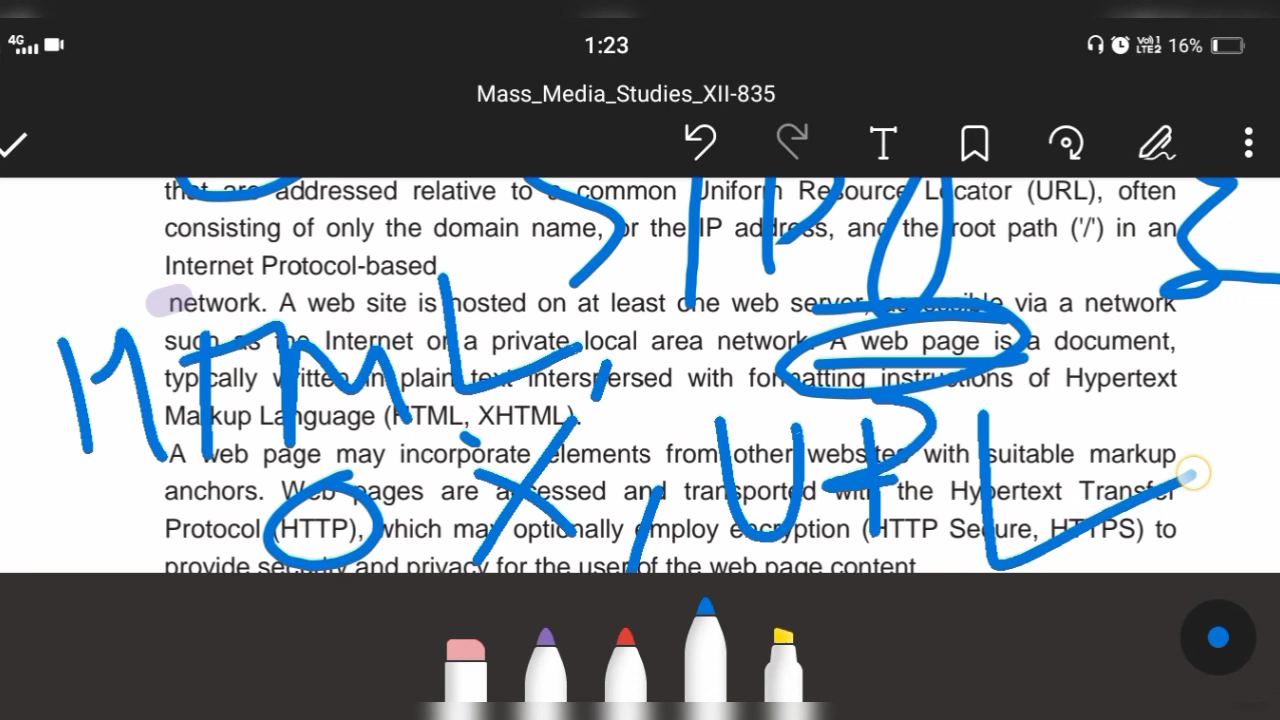 4G 1:23 Vo)) 1 LTE2 16%
Mass_Media_Studies_XII-835
T
that are addressed relative to a common Uniform Resource Locator (URL), often
consisting of only the domain name, or the IP address, and the root path ('/') in an
Internet Protocol-based
network. A web site is hosted on at least one web server, accessible via a network
such as the Internet or a private local area network. A web page is a document,
typically written in plain text interspersed with formatting instructions of Hypertext
Markup Language (HTML, XHTML).
HTML,
A web page may incorporate elements from other websites with suitable markup
anchors. Web pages are accessed and transported with the Hypertext Transfer
Protocol (HTTP), which may optionally employ encryption (HTTP Secure, HTTPS) to
provide security and privacy for the user of the web page content
URL